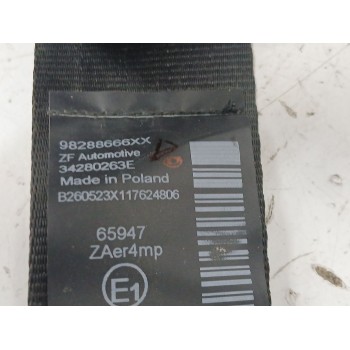 98288666XX
ZF Automotive
34280263E
Made in Poland
B260523X117624806
65947
ZAer4mp
E1